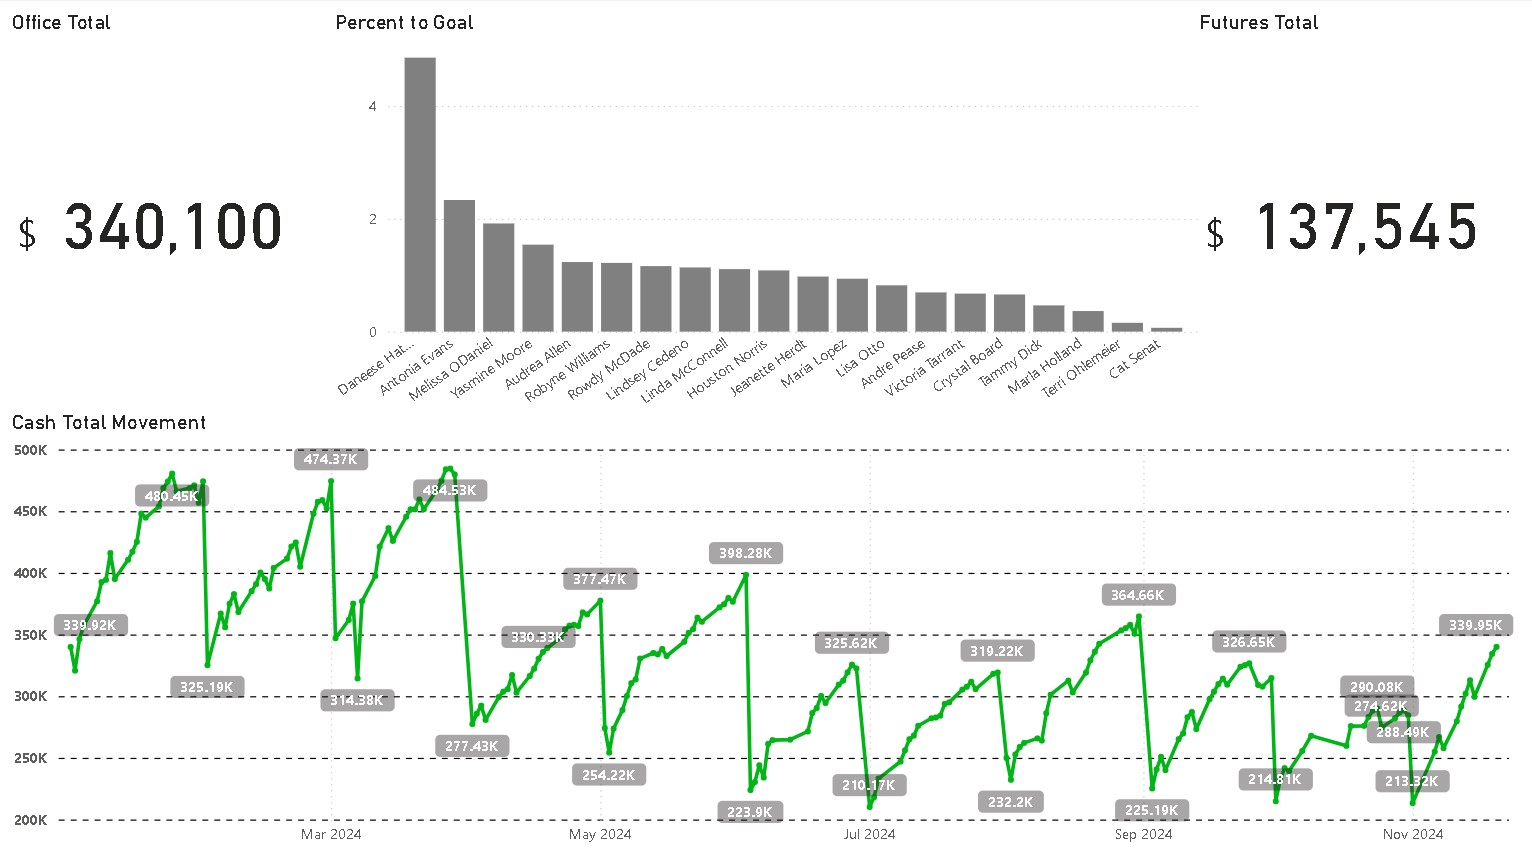 Office Total
Percent to Goal
Futures Total
4
2
0
$ 340,100
$ 137,545
Daneese Hat...
Antonia Evans
Melissa ODaniel
Yasmine Moore
Audrea Allen
Robyne Williams
Rowdy McDade
Lindsey Cedeno
Linda McConnell
Houston Norris
Jeanette Herdt
Maria Lopez
Lisa Otto
Andre Pease
Victoria Tarrant
Crystal Board
Tammy Dick
Marla Holland
Terri Ohlemeier
Cat Senat
Cash Total Movement
500K
450K
400K
350K
300K
250K
200K
339.92K
480.45K
325.19K
474.37K
314.38K
484.53K
277.43K
330.33K
377.47K
254.22K
398.28K
223.9K
325.62K
210.17K
319.22K
232.2K
364.66K
225.19K
326.65K
214.81K
290.08K
274.62K
288.49K
213.32K
339.95K
Mar 2024
May 2024
Jul 2024
Sep 2024
Nov 2024